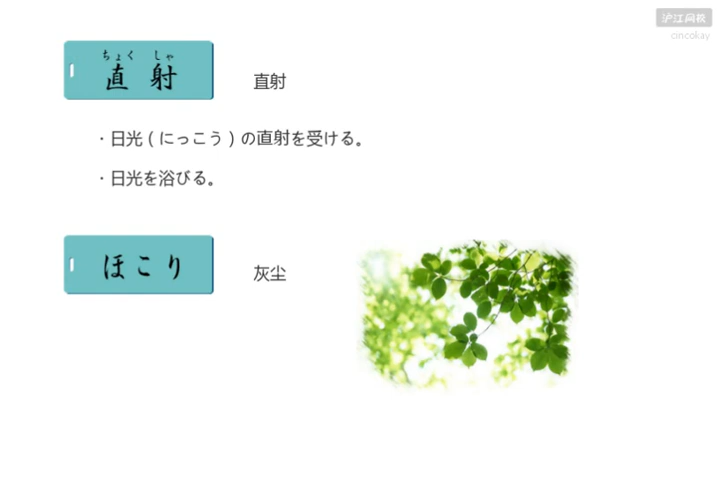 沪江网校
cincokay
ちょく しゃ
直射 直射
・日光(にっこう)の直射を受ける。
・日光を浴びる。
ほこり 灰尘